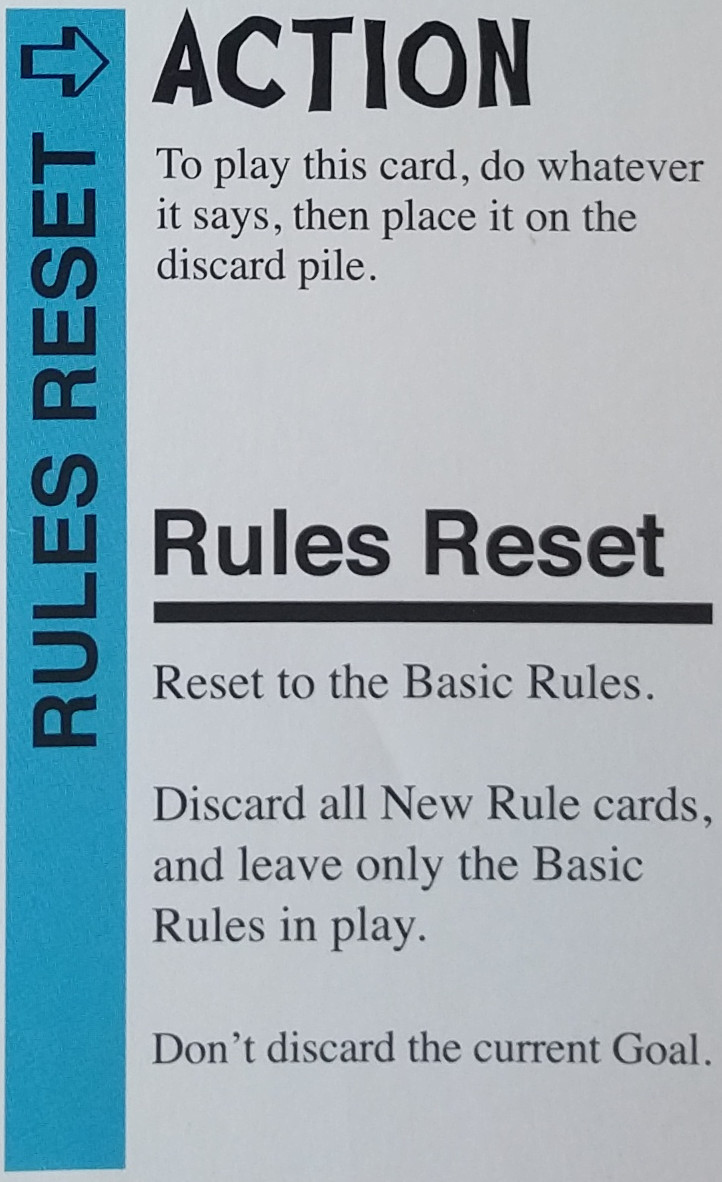 RULES RESET
ACTION
To play this card, do whatever
it says, then place it on the
discard pile.
Rules Reset
Reset to the Basic Rules.
Discard all New Rule cards,
and leave only the Basic
Rules in play.
Don't discard the current Goal.